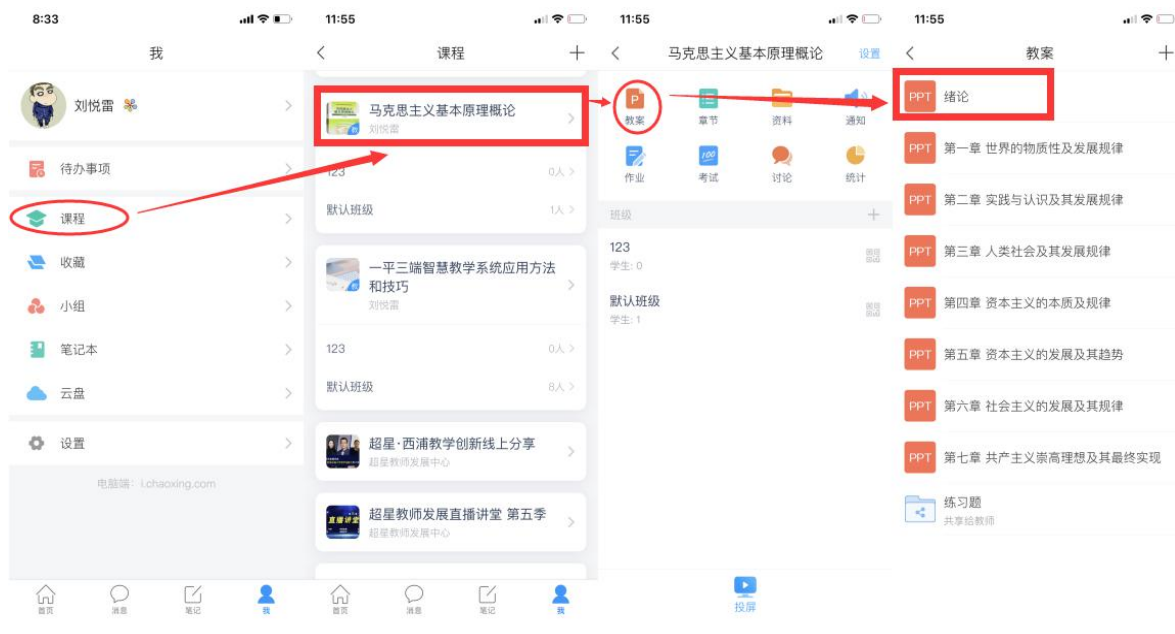 8:33
我
刘悦雷
待办事项
课程
收藏
小组
笔记本
云盘
设置
电脑端：i.chaoxing.com
首页
消息
笔记
我
11:55
课程
马克思主义基本原理概论
刘悦雷
123
0人
默认班级
1人
一平三端智慧教学系统应用方法
和技巧
刘悦雷
123
0人
默认班级
8人
超星·西浦教学创新线上分享
超星教师发展中心
直播讲堂
超星教师发展直播讲堂 第五季
超星教师发展中心
首页
消息
笔记
我
11:55
马克思主义基本原理概论
设置
P
教案
章节
资料
通知
作业
100
考试
讨论
统计
班级
123
学生: 0
默认班级
学生: 1
投屏
11:55
教案
PPT 绪论
PPT 第一章 世界的物质性及发展规律
PPT 第二章 实践与认识及其发展规律
PPT 第三章 人类社会及其发展规律
PPT 第四章 资本主义的本质及规律
PPT 第五章 资本主义的发展及其趋势
PPT 第六章 社会主义的发展及其规律
PPT 第七章 共产主义崇高理想及其最终实现
练习题
共享给教师